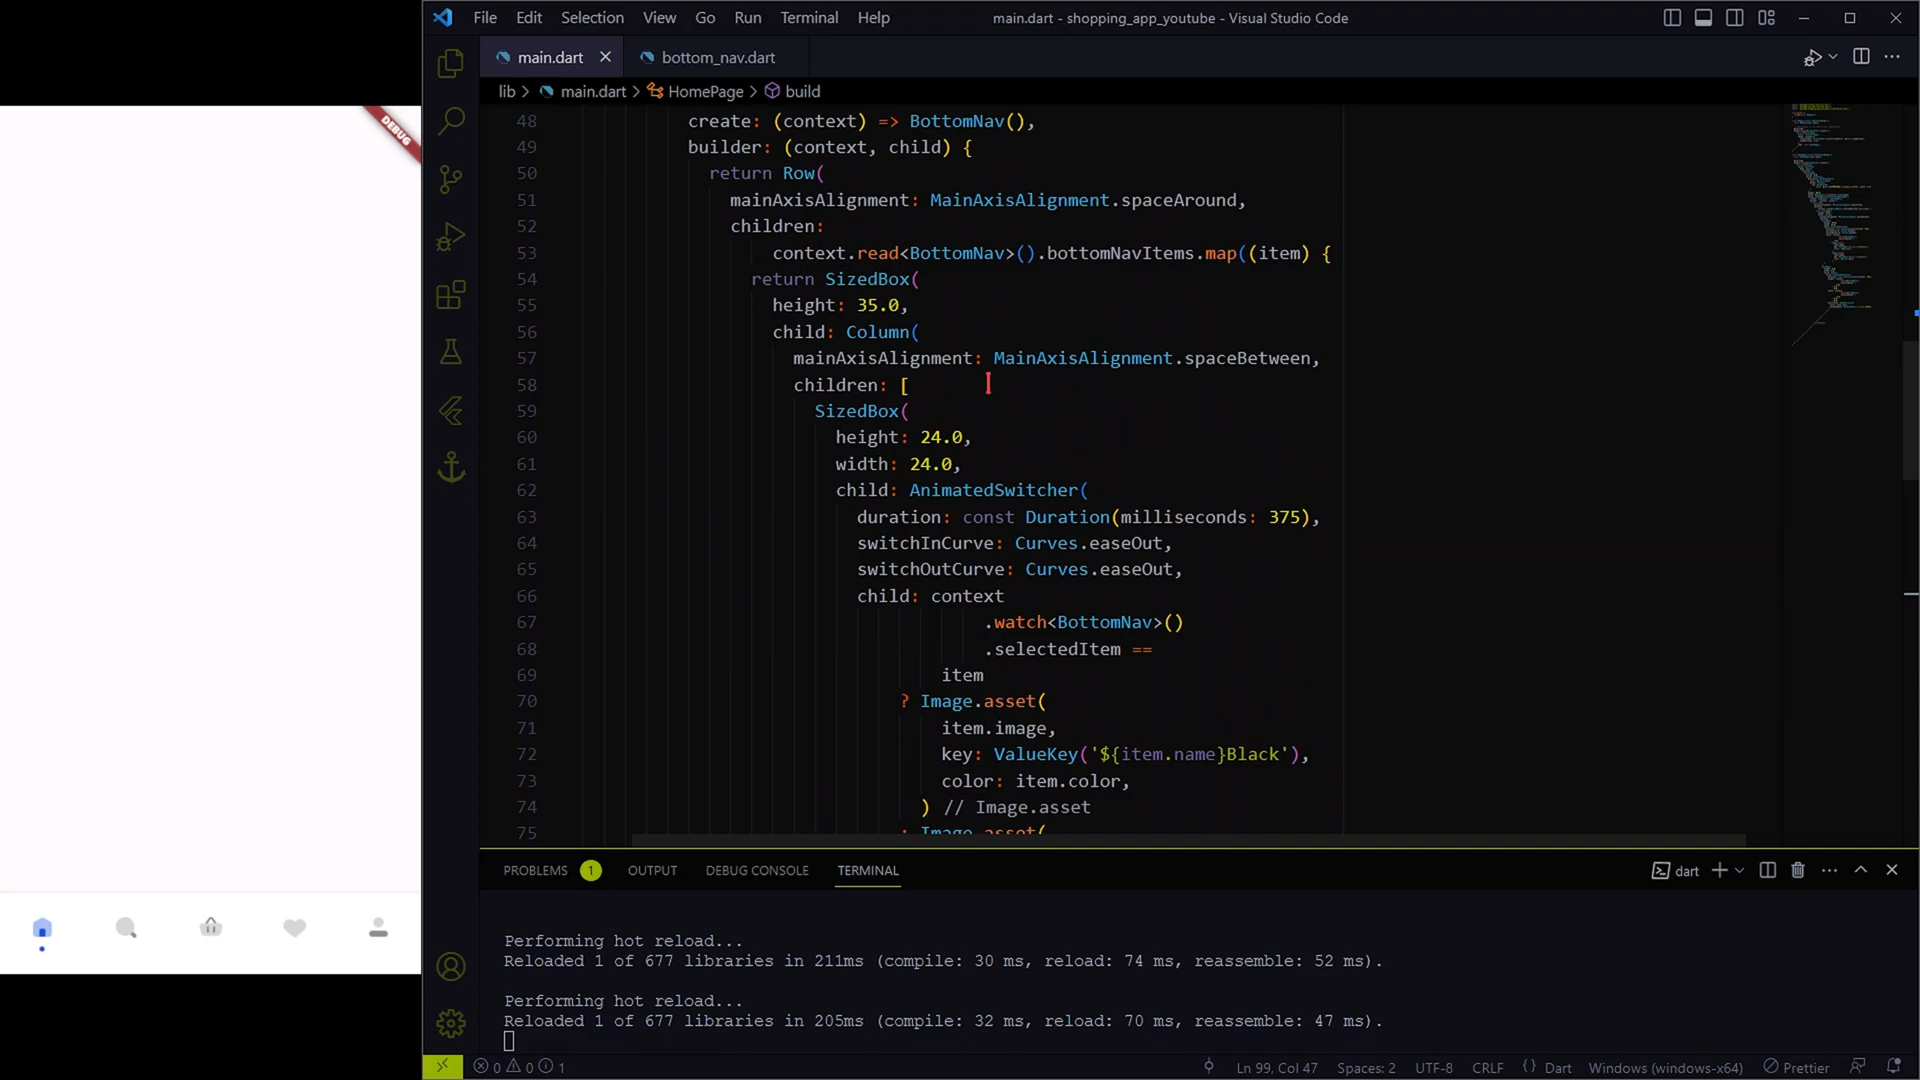 File Edit Selection View Go Run Terminal Help
main.dart - shopping_app_youtube - Visual Studio Code
main.dart
bottom_nav.dart
lib > main.dart > HomePage > build
DEBUG
48 create: (context) => BottomNav(),
49 builder: (context, child) {
50 return Row(
51 mainAxisAlignment: MainAxisAlignment.spaceAround,
52 children:
53 context.read<BottomNav>().bottomNavItems.map((item) {
54 return SizedBox(
55 height: 35.0,
56 child: Column(
57 mainAxisAlignment: MainAxisAlignment.spaceBetween,
58 children: [
59 SizedBox(
60 height: 24.0,
61 width: 24.0,
62 child: AnimatedSwitcher(
63 duration: const Duration(milliseconds: 375),
64 switchInCurve: Curves.easeOut,
65 switchOutCurve: Curves.easeOut,
66 child: context
67 .watch<BottomNav>()
68 .selectedItem ==
69 item
70 ? Image.asset(
71 item.image,
72 key: ValueKey('${item.name}Black'),
73 color: item.color,
74 ) // Image.asset
75 : Image.asset(
PROBLEMS 1 OUTPUT DEBUG CONSOLE TERMINAL
dart
Performing hot reload...
Reloaded 1 of 677 libraries in 211ms (compile: 30 ms, reload: 74 ms, reassemble: 52 ms).
Performing hot reload...
Reloaded 1 of 677 libraries in 205ms (compile: 32 ms, reload: 70 ms, reassemble: 47 ms).
0 0 1
Ln 99, Col 47 Spaces: 2 UTF-8 CRLF { } Dart Windows (windows-x64) Prettier